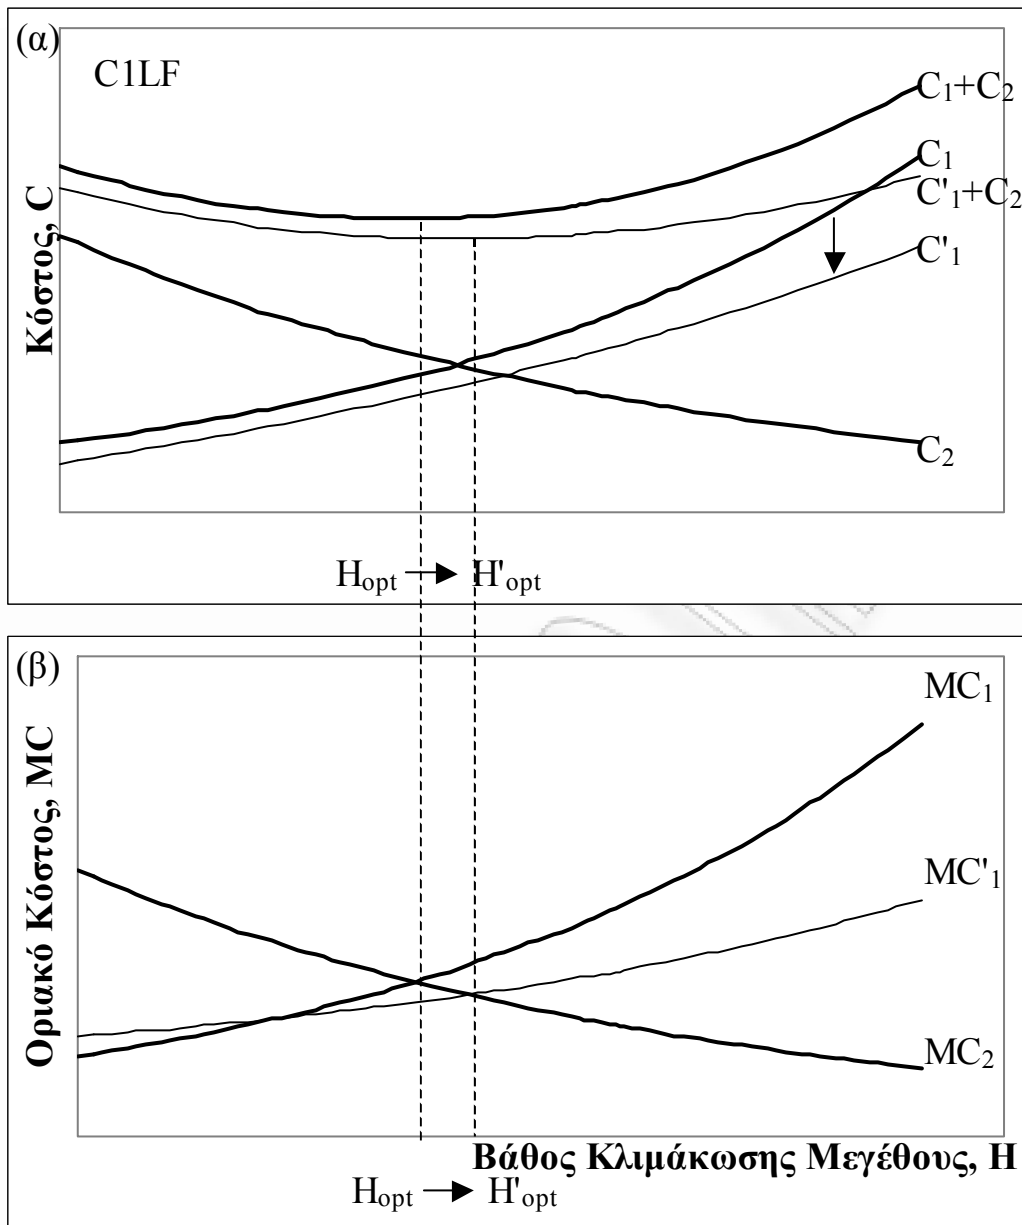 (α)
C1LF
C₁+C₂
C₁
C'₁+C₂
C'₁
C₂
Κόστος, C
Hopt → H'opt
(β)
MC₁
MC'₁
MC₂
Οριακό Κόστος, MC
Βάθος Κλιμάκωσης Μεγέθους, H
Hopt → H'opt